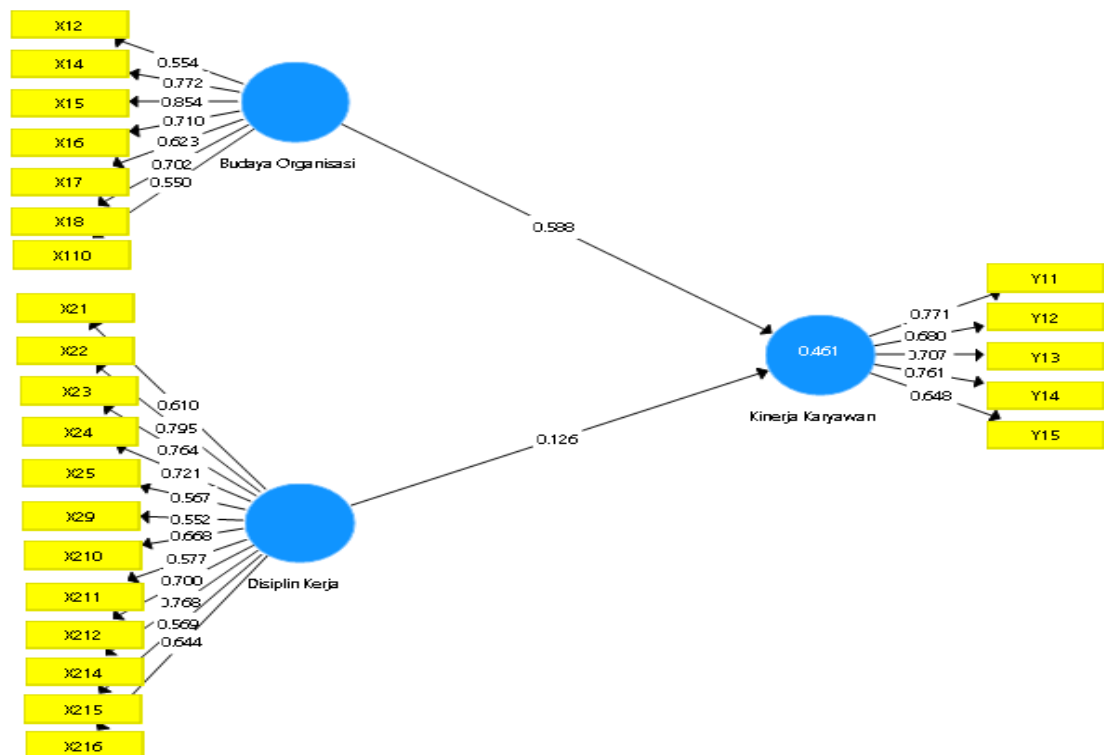 X12
X14
X15
X16
X17
X18
X110
0.554
0.772
0.854
0.710
0.623
0.702
0.550
Budaya Organisasi
0.588
X21
X22
X23
X24
X25
X29
X210
X211
X212
X214
X215
X216
0.610
0.795
0.764
0.721
0.567
0.552
0.668
0.577
0.700
0.768
0.569
0.644
Disiplin Kerja
0.126
0.461
Kinerja Karyawan
0.771
0.680
0.707
0.761
0.648
Y11
Y12
Y13
Y14
Y15